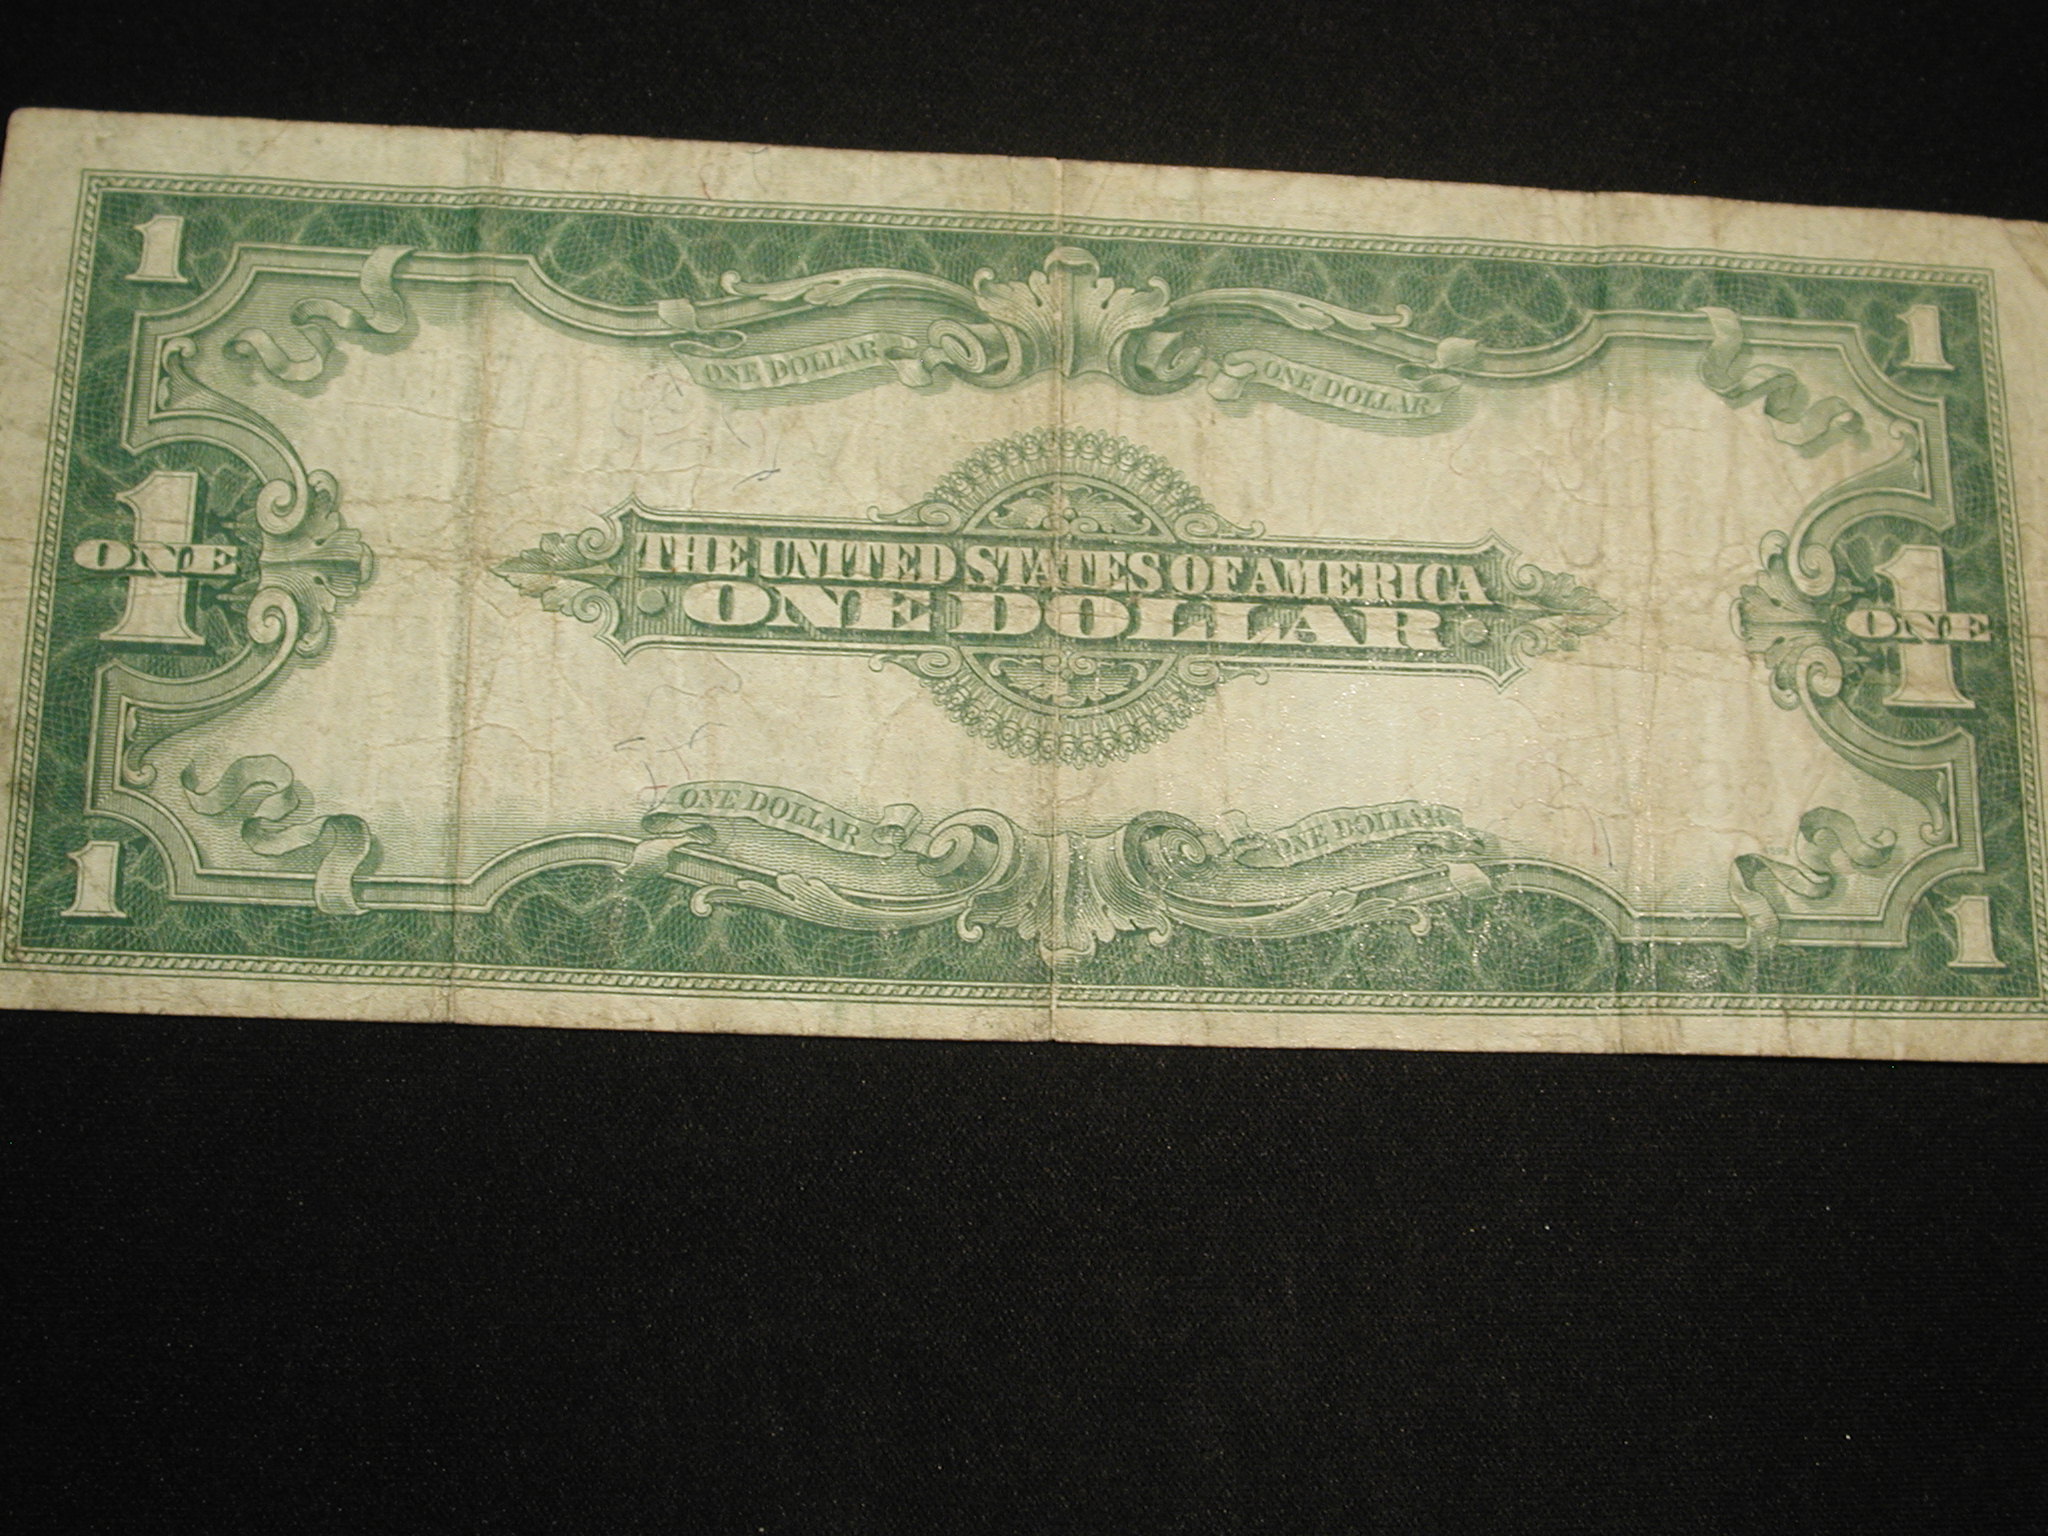 1 1
ONE DOLLAR ONE DOLLAR
THE UNITED STATES OF AMERICA
1 ONE ONE DOLLAR 1 ONE
ONE DOLLAR ONE DOLLAR
1 1